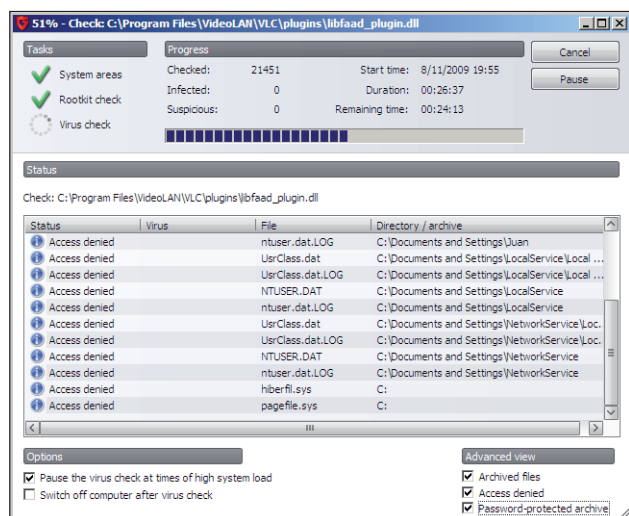 51% - Check: C:\Program Files\VideoLAN\VLC\plugins\libfaad_plugin.dll
Tasks
System areas
Rootkit check
Virus check
Progress
Checked: 21451 Start time: 8/11/2009 19:55
Infected: 0 Duration: 00:26:37
Suspicious: 0 Remaining time: 00:24:13
Cancel
Pause
Status
Check: C:\Program Files\VideoLAN\VLC\plugins\libfaad_plugin.dll
Status Virus File Directory / archive
Access denied ntuser.dat.LOG C:\Documents and Settings\Juan
Access denied UsrClass.dat C:\Documents and Settings\LocalService\Local ...
Access denied UsrClass.dat.LOG C:\Documents and Settings\LocalService\Local ...
Access denied NTUSER.DAT C:\Documents and Settings\LocalService
Access denied ntuser.dat.LOG C:\Documents and Settings\LocalService
Access denied UsrClass.dat C:\Documents and Settings\NetworkService\Loc...
Access denied UsrClass.dat.LOG C:\Documents and Settings\NetworkService\Loc...
Access denied NTUSER.DAT C:\Documents and Settings\NetworkService
Access denied ntuser.dat.LOG C:\Documents and Settings\NetworkService
Access denied hiberfil.sys C:
Access denied pagefile.sys C:
Options
Pause the virus check at times of high system load
Switch off computer after virus check
Advanced view
Archived files
Access denied
Password-protected archive